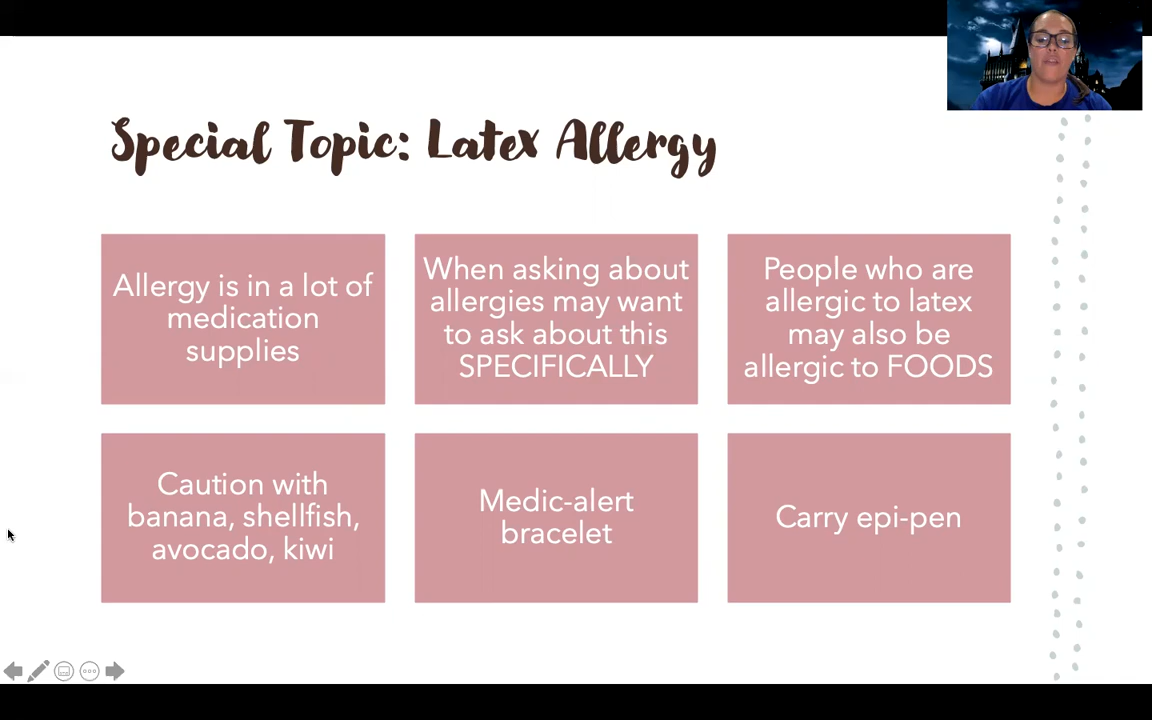 Special Topic: Latex Allergy
Allergy is in a lot of
medication
supplies
When asking about
allergies may want
to ask about this
SPECIFICALLY
People who are
allergic to latex
may also be
allergic to FOODS
Caution with
banana, shellfish,
avocado, kiwi
Medic-alert
bracelet
Carry epi-pen